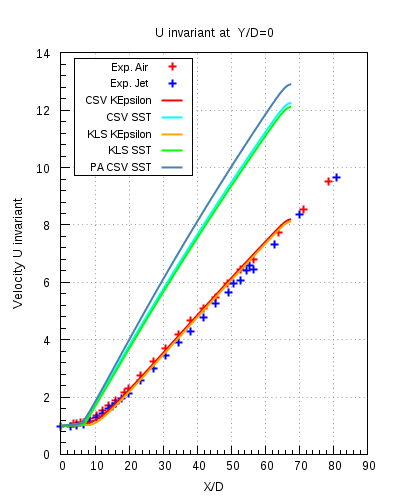 U invariant at Y/D=0
14
12
10
8
6
4
2
0
Velocity U invariant
Exp. Air
Exp. Jet
CSV KEpsilon
CSV SST
KLS KEpsilon
KLS SST
PA CSV SST
0 10 20 30 40 50 60 70 80 90
X/D